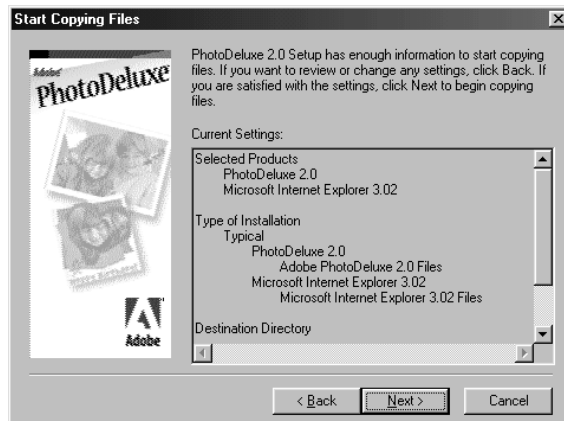 Start Copying Files
Adobe
PhotoDeluxe
Adobe
PhotoDeluxe 2.0 Setup has enough information to start copying
files. If you want to review or change any settings, click Back. If
you are satisfied with the settings, click Next to begin copying
files.
Current Settings:
Selected Products
PhotoDeluxe 2.0
Microsoft Internet Explorer 3.02
Type of Installation
Typical
PhotoDeluxe 2.0
Adobe PhotoDeluxe 2.0 Files
Microsoft Internet Explorer 3.02
Microsoft Internet Explorer 3.02 Files
Destination Directory
< Back
Next >
Cancel